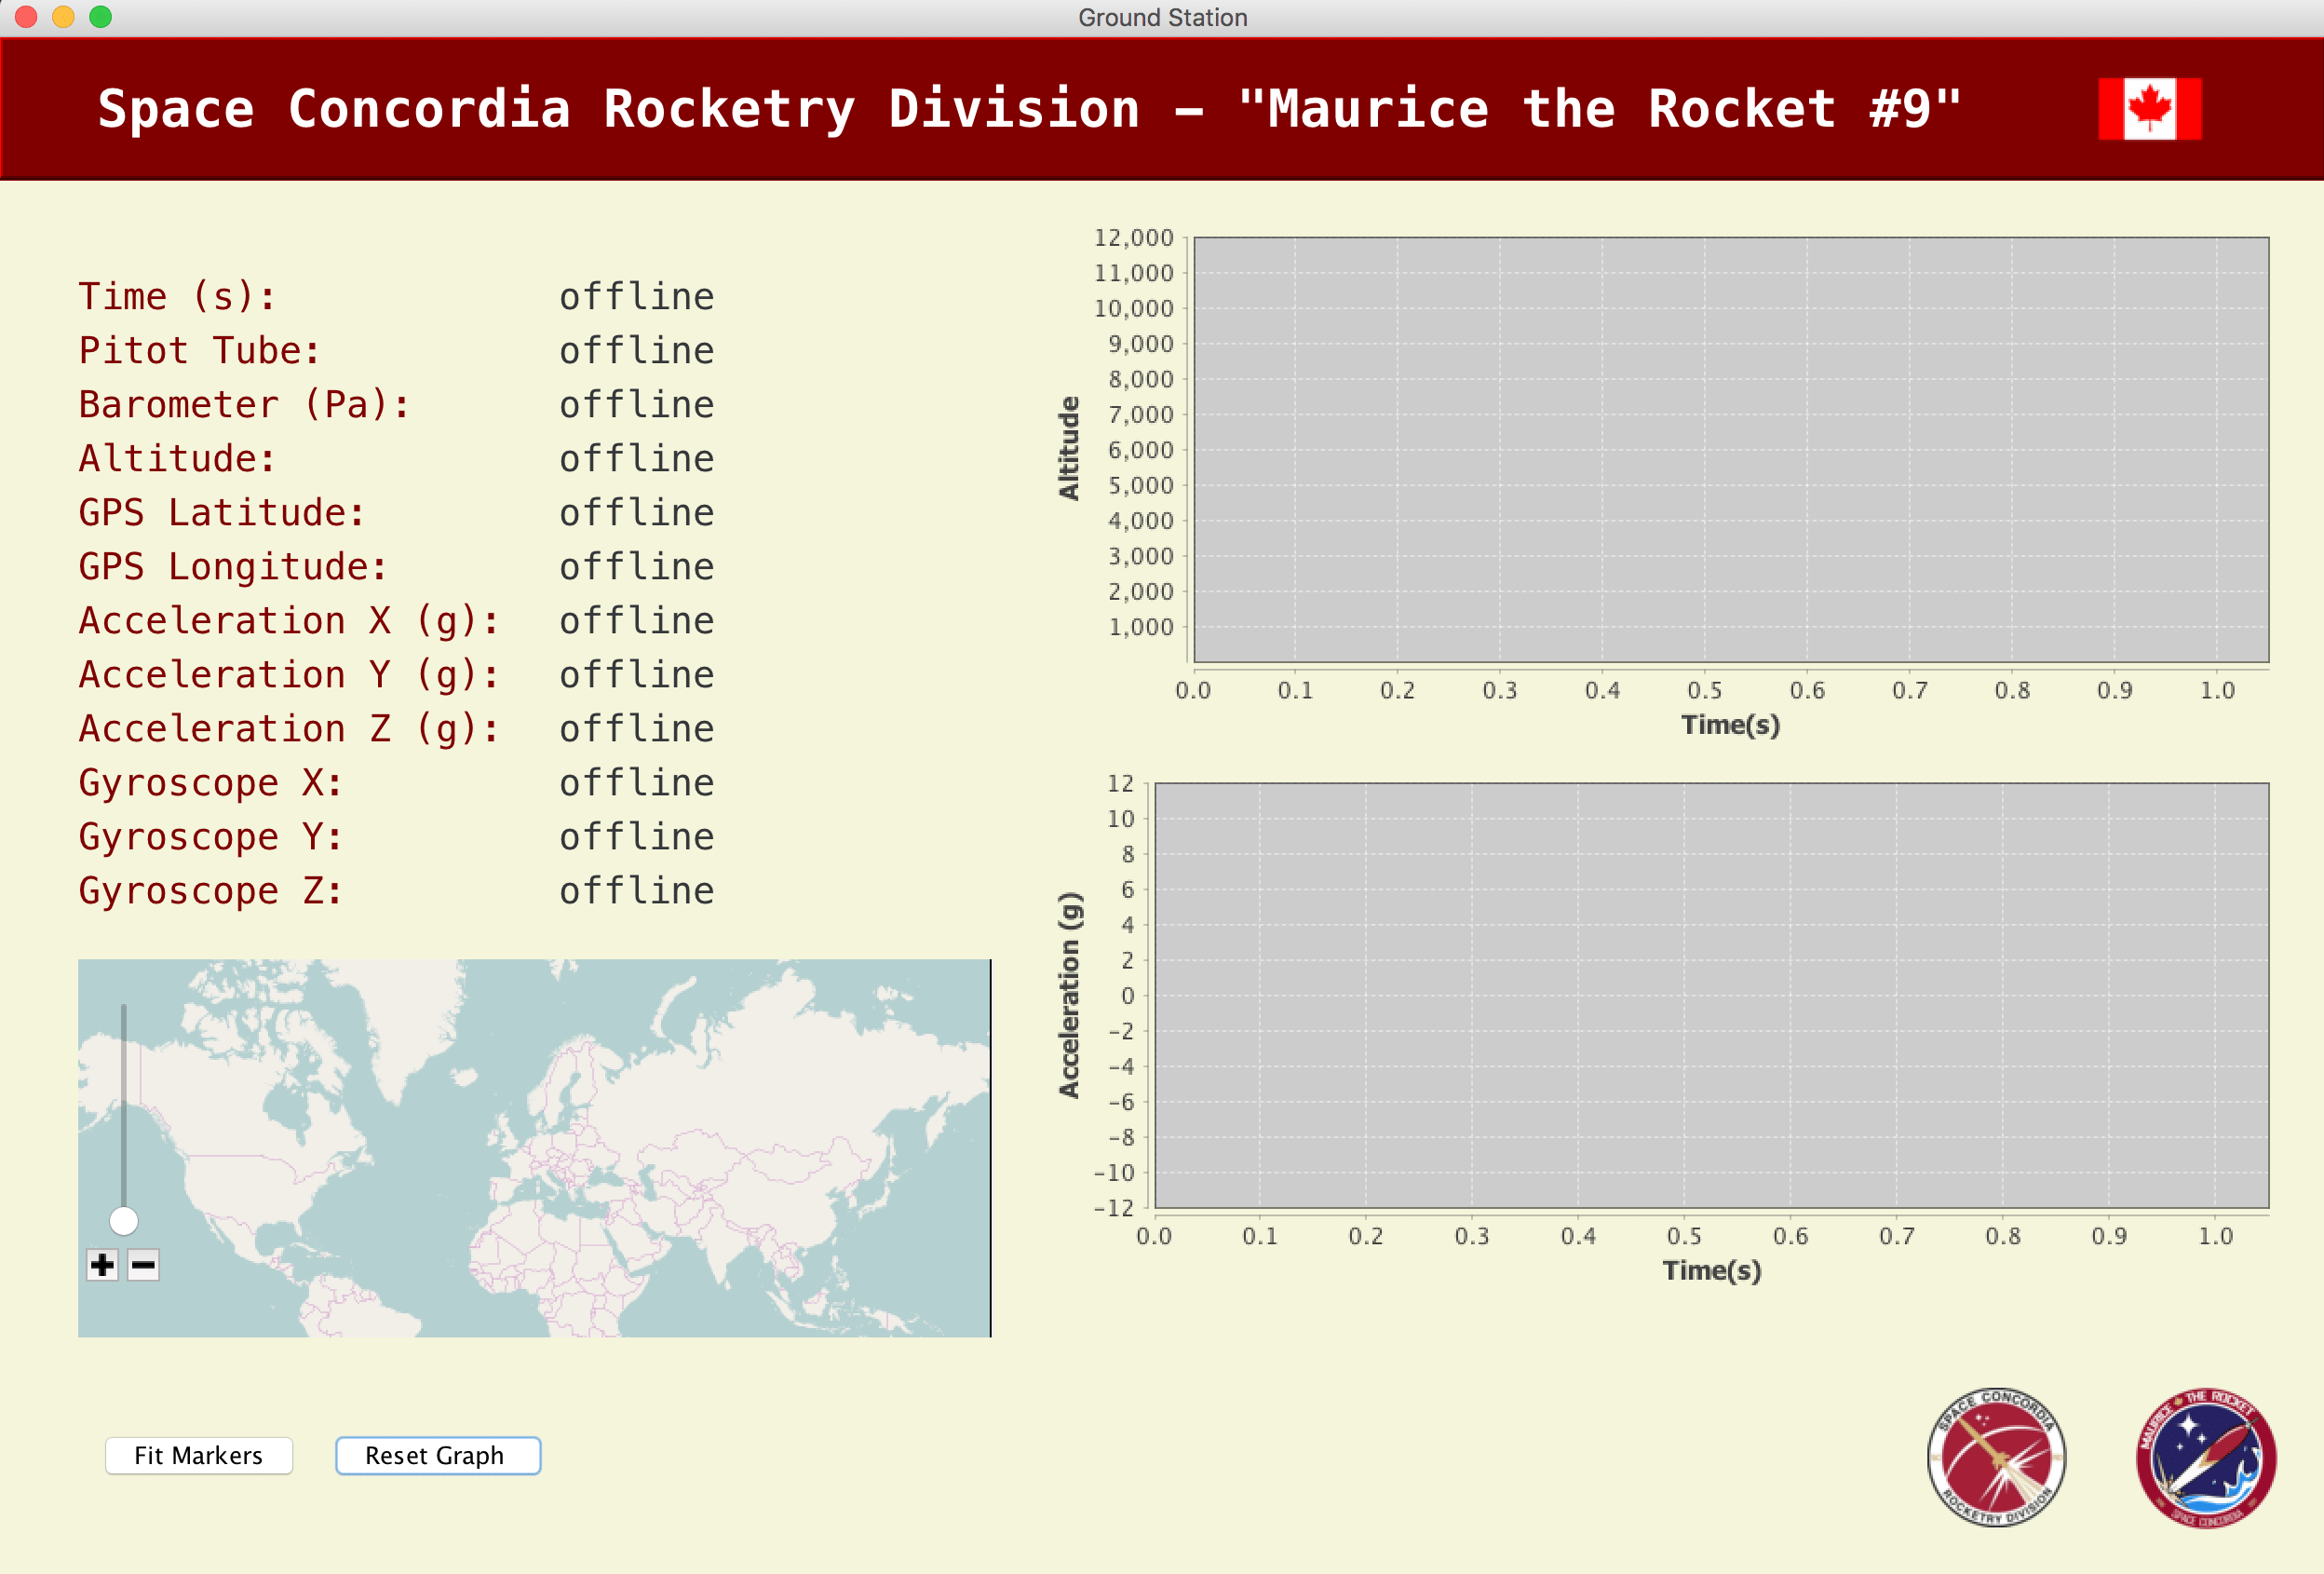 Ground Station
Space Concordia Rocketry Division – "Maurice the Rocket #9"
Time (s): offline
Pitot Tube: offline
Barometer (Pa): offline
Altitude: offline
GPS Latitude: offline
GPS Longitude: offline
Acceleration X (g): offline
Acceleration Y (g): offline
Acceleration Z (g): offline
Gyroscope X: offline
Gyroscope Y: offline
Gyroscope Z: offline
Fit Markers
Reset Graph
Altitude
12,000
11,000
10,000
9,000
8,000
7,000
6,000
5,000
4,000
3,000
2,000
1,000
0.0 0.1 0.2 0.3 0.4 0.5 0.6 0.7 0.8 0.9 1.0
Time(s)
Acceleration (g)
12
10
8
6
4
2
0
-2
-4
-6
-8
-10
-12
0.0 0.1 0.2 0.3 0.4 0.5 0.6 0.7 0.8 0.9 1.0
Time(s)
SPACE CONCORDIA
ROCKETRY DIVISION
MAURICE THE ROCKET
SPACE CONCORDIA